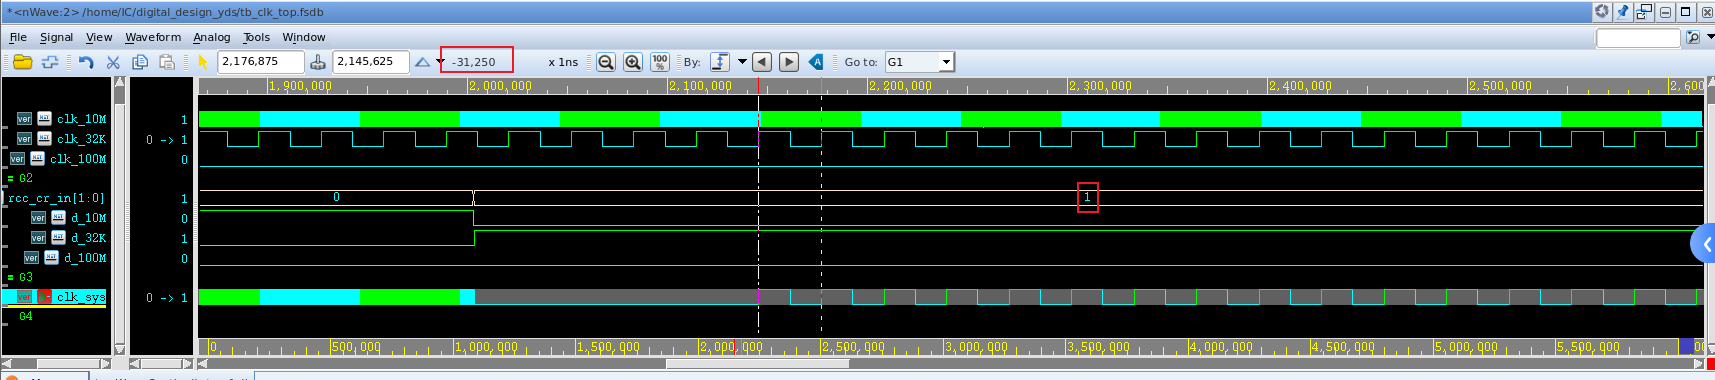 *<nWave:2> /home/IC/digital_design_yds/tb_clk_top.fsdb
File Signal View Waveform Analog Tools Window
2,176,875 2,145,625 -31,250 x 1ns 100% By: Go to: G1
1,900,000 2,000,000 2,100,000 2,200,000 2,300,000 2,400,000 2,500,000 2,600
ver clk_10M 1
ver clk_32K 0 -> 1
ver clk_100M 0
= G2
rcc_cr_in[1:0] 1 0 1
ver d_10M 0
ver d_32K 1
ver d_100M 0
= G3
ver clk_sys 0 -> 1
G4
0 500,000 1,000,000 1,500,000 2,000,000 2,500,000 3,000,000 3,500,000 4,000,000 4,500,000 5,000,000 5,500,000